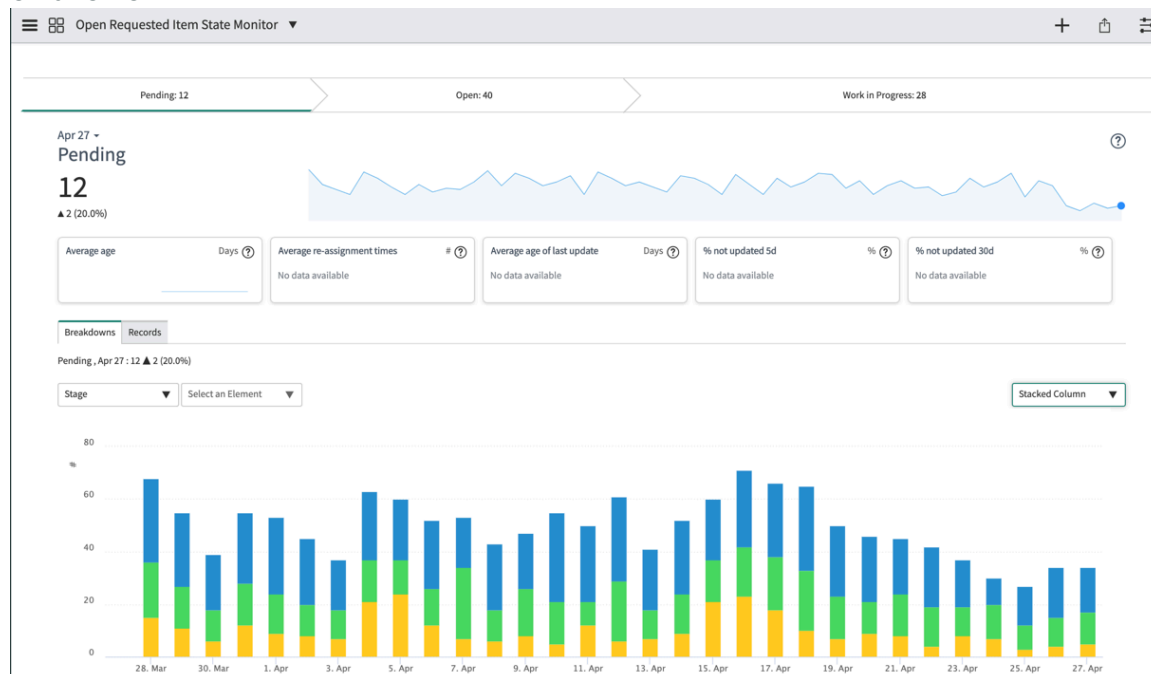 Open Requested Item State Monitor ▼
Pending: 12
Open: 40
Work in Progress: 28
Apr 27
Pending
12
▲ 2 (20.0%)
Average age Days ?
Average re-assignment times # ?
No data available
Average age of last update Days ?
No data available
% not updated 5d % ?
No data available
% not updated 30d % ?
No data available
Breakdowns Records
Pending , Apr 27 : 12 ▲ 2 (20.0%)
Stage ▼ Select an Element ▼ Stacked Column ▼
80
#
60
40
20
0
28. Mar 30. Mar 1. Apr 3. Apr 5. Apr 7. Apr 9. Apr 11. Apr 13. Apr 15. Apr 17. Apr 19. Apr 21. Apr 23. Apr 25. Apr 27. Apr